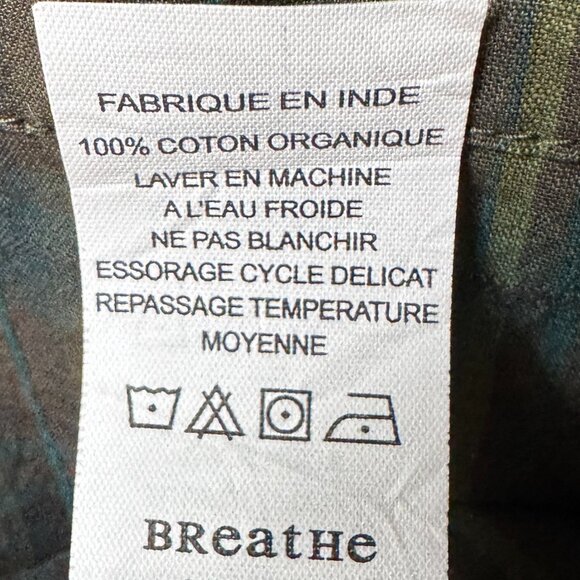 FABRIQUE EN INDE
100% COTON ORGANIQUE
LAVER EN MACHINE
A L'EAU FROIDE
NE PAS BLANCHIR
ESSORAGE CYCLE DELICAT
REPASSAGE TEMPERATURE
MOYENNE
BReatHe